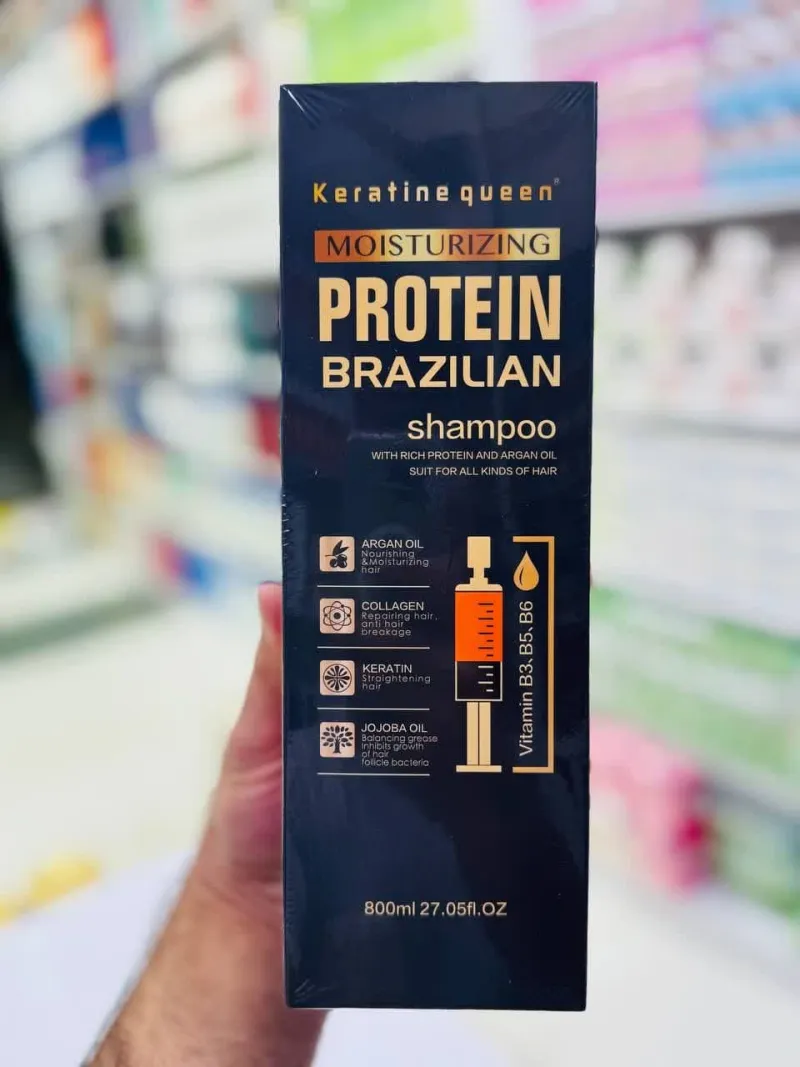 Keratine queen®
MOISTURIZING
PROTEIN
BRAZILIAN
shampoo
WITH RICH PROTEIN AND ARGAN OIL
SUIT FOR ALL KINDS OF HAIR
ARGAN OIL
Nourishing
&Moisturizing
hair
COLLAGEN
Repairing hair,
anti hair
breakage
KERATIN
Straightening
hair
JOJOBA OIL
Balancing grease
Inhibits growth
of hair
follicle bacteria
Vitamin B3、B5、B6
800ml 27.05fl.OZ